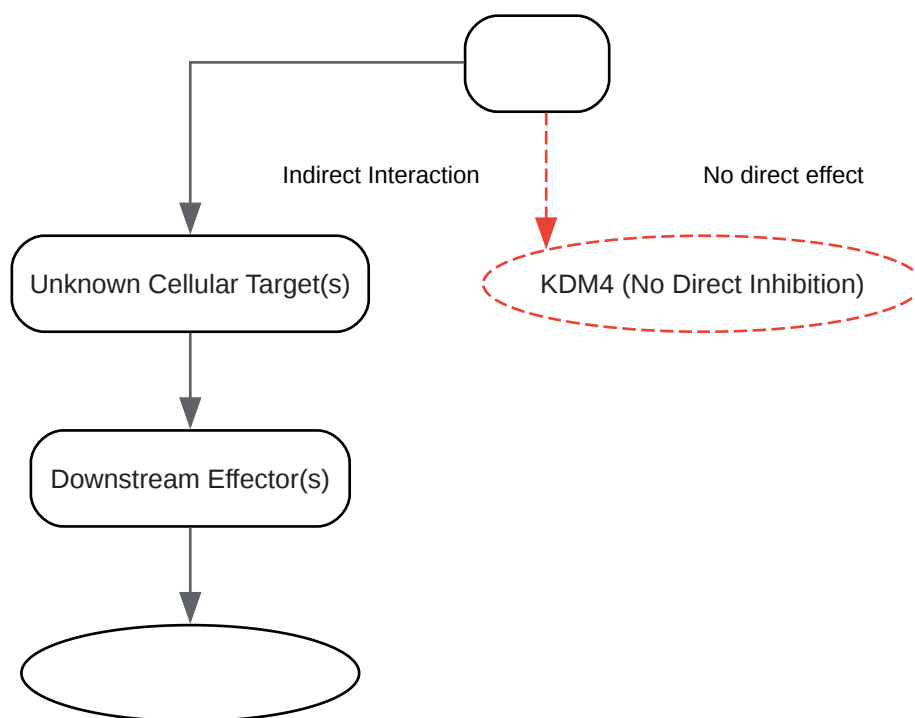 Indirect Interaction
No direct effect
Unknown Cellular Target(s)
KDM4 (No Direct Inhibition)
Downstream Effector(s)